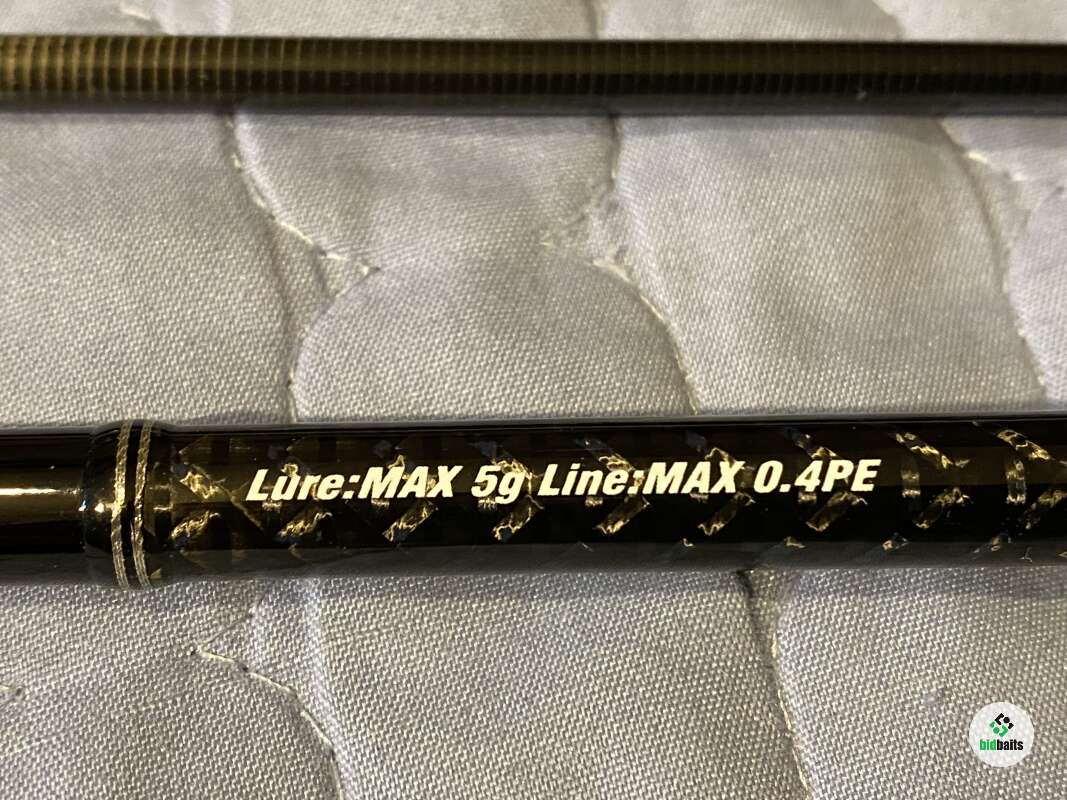 Lure:MAX 5g Line:MAX 0.4PE
bidbaits